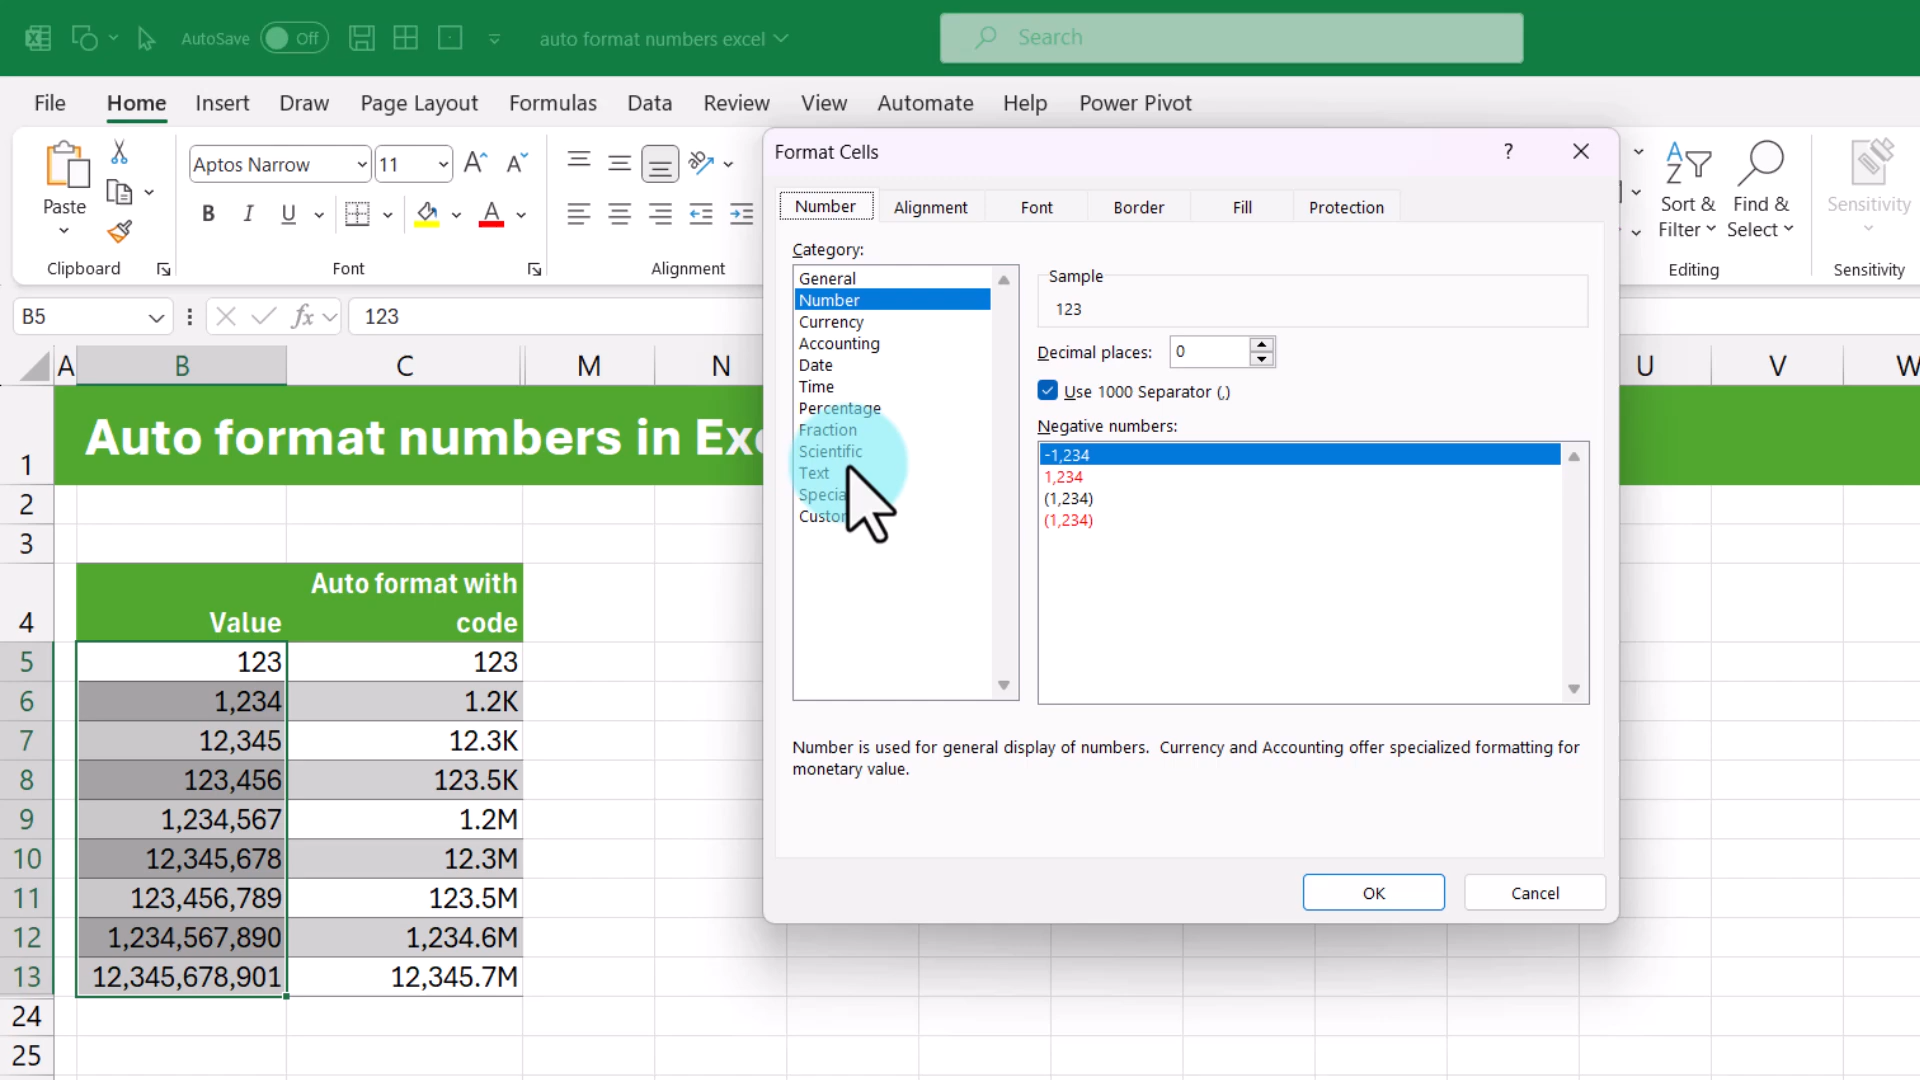 AutoSave Off auto format numbers excel Search
File Home Insert Draw Page Layout Formulas Data Review View Automate Help Power Pivot
Paste
Clipboard
Aptos Narrow 11
B I U A
Font
Alignment
Sort & Filter
Find & Select
Editing
Sensitivity
Sensitivity
B5 fx 123
A B C M N U V W
1 Auto format numbers in
2
3
4 Value Auto format with code
5 123 123
6 1,234 1.2K
7 12,345 12.3K
8 123,456 123.5K
9 1,234,567 1.2M
10 12,345,678 12.3M
11 123,456,789 123.5M
12 1,234,567,890 1,234.6M
13 12,345,678,901 12,345.7M
24
25
Format Cells ?
Number Alignment Font Border Fill Protection
Category:
General
Number
Currency
Accounting
Date
Time
Percentage
Fraction
Scientific
Text
Sample
123
Decimal places: 0
Use 1000 Separator (,)
Negative numbers:
-1,234
1,234
(1,234)
(1,234)
Number is used for general display of numbers. Currency and Accounting offer specialized formatting for
monetary value.
OK Cancel